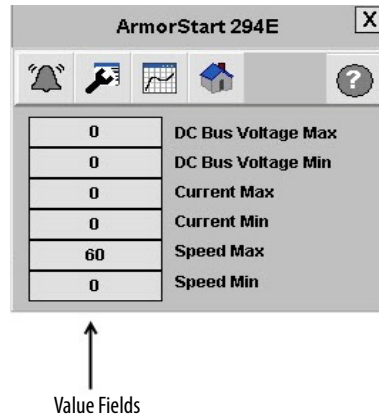 ArmorStart 294E
X
?
0 DC Bus Voltage Max
0 DC Bus Voltage Min
0 Current Max
0 Current Min
60 Speed Max
0 Speed Min
Value Fields